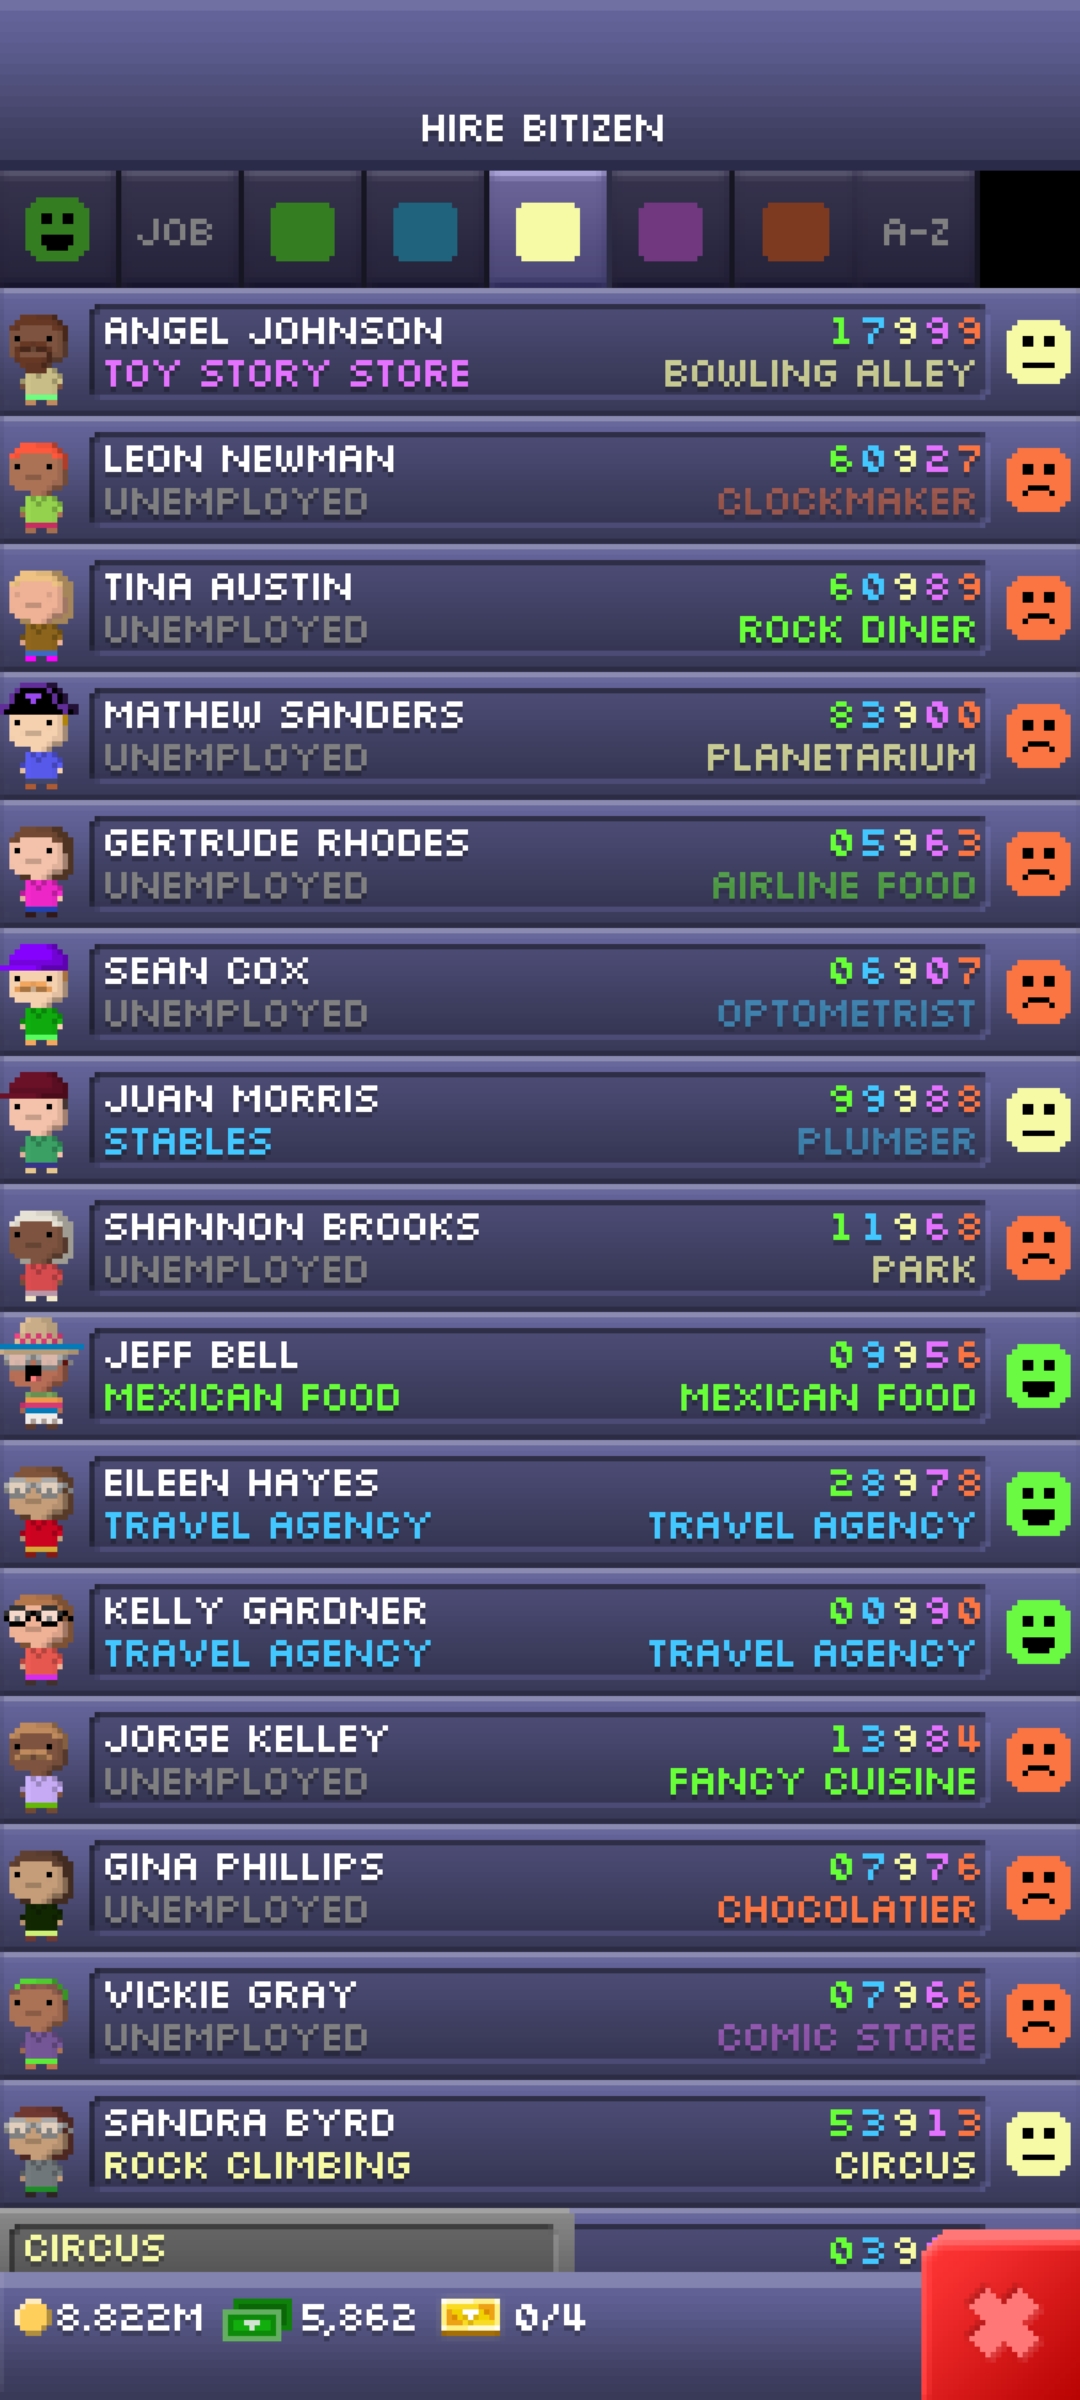 HIRE BITIZEN
JOB
A-Z
ANGEL JOHNSON 17999
TOY STORY STORE BOWLING ALLEY
LEON NEWMAN 60927
UNEMPLOYED CLOCKMAKER
TINA AUSTIN 60989
UNEMPLOYED ROCK DINER
MATHEW SANDERS 83900
UNEMPLOYED PLANETARIUM
GERTRUDE RHODES 05963
UNEMPLOYED AIRLINE FOOD
SEAN COX 06907
UNEMPLOYED OPTOMETRIST
JUAN MORRIS 99988
STABLES PLUMBER
SHANNON BROOKS 11968
UNEMPLOYED PARK
JEFF BELL 09956
MEXICAN FOOD MEXICAN FOOD
EILEEN HAYES 28978
TRAVEL AGENCY TRAVEL AGENCY
KELLY GARDNER 00990
TRAVEL AGENCY TRAVEL AGENCY
JORGE KELLEY 13984
UNEMPLOYED FANCY CUISINE
GINA PHILLIPS 07976
UNEMPLOYED CHOCOLATIER
VICKIE GRAY 07966
UNEMPLOYED COMIC STORE
SANDRA BYRD 53913
ROCK CLIMBING CIRCUS
CIRCUS 039
8.822M 5,862 0/4